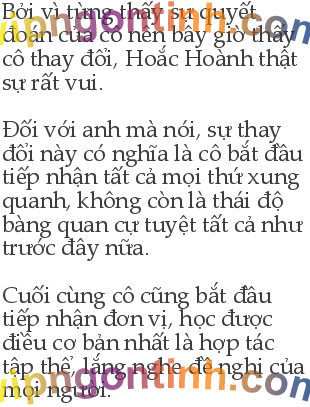 Bởi vì từng thấy sự quyết
đoán của cô nên bây giờ thấy
cô thay đổi, Hoắc Hoành thật
sự rất vui.
Đối với anh mà nói, sự thay
đổi này có nghĩa là cô bắt đầu
tiếp nhận tất cả mọi thứ xung
quanh, không còn là thái độ
bàng quan cự tuyệt tất cả như
trước đây nữa.
Cuối cùng cô cũng bắt đầu
tiếp nhận đơn vị, học được
điều cơ bản nhất là hợp tác
tập thể, lắng nghe đề nghị của
mọi người.
vipngontinh.com